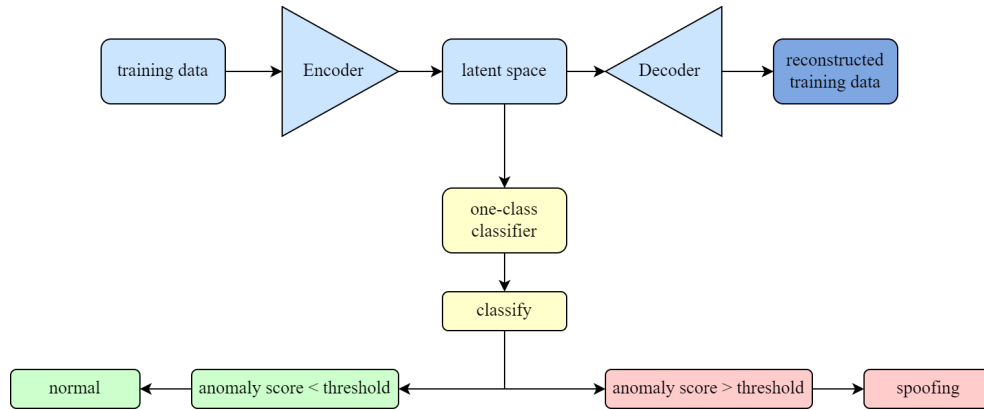 training data
Encoder
latent space
Decoder
reconstructed
training data
one-class
classifier
classify
normal
anomaly score < threshold
anomaly score > threshold
spoofing